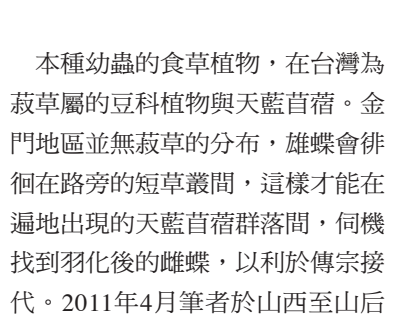 本種幼蟲的食草植物，在台灣為
菽草屬的豆科植物與天藍苜蓿。金
門地區並無菽草的分布，雄蝶會徘
徊在路旁的短草叢間，這樣才能在
遍地出現的天藍苜蓿群落間，伺機
找到羽化後的雌蝶，以利於傳宗接
代。2011年4月筆者於山西至山后